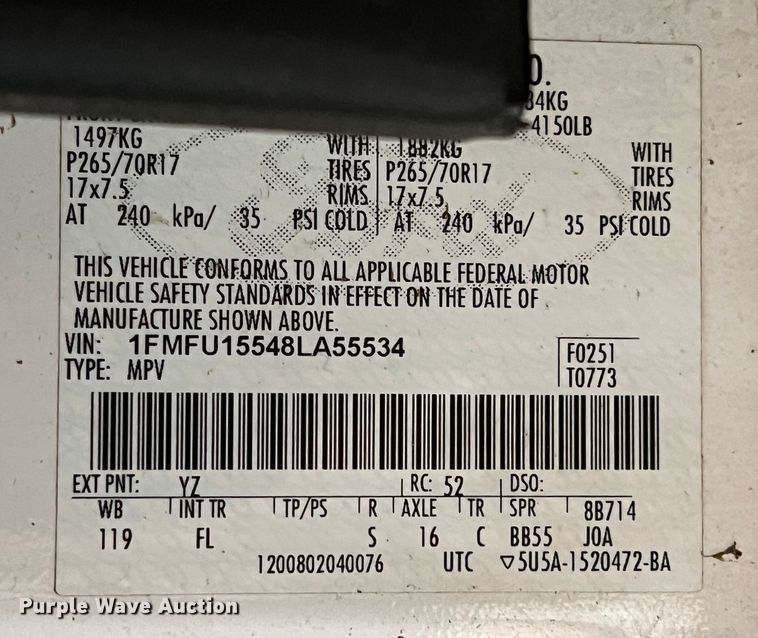 O.
34KG
4150LB
1497KG WITH 1882KG WITH
P265/70R17 TIRES P265/70R17 TIRES
17x7.5 RIMS 17x7.5 RIMS
AT 240 kPa/ 35 PSI COLD AT 240 kPa/ 35 PSI COLD
THIS VEHICLE CONFORMS TO ALL APPLICABLE FEDERAL MOTOR
VEHICLE SAFETY STANDARDS IN EFFECT ON THE DATE OF
MANUFACTURE SHOWN ABOVE.
VIN: 1FMFU15548LA55534 F0251
TYPE: MPV T0773
EXT PNT: YZ RC: 52 DSO:
WB INT TR TP/PS R AXLE TR SPR 8B714
119 FL S 16 C BB55 JOA
1200802040076 UTC ▽5U5A-1520472-BA
Purple Wave Auction